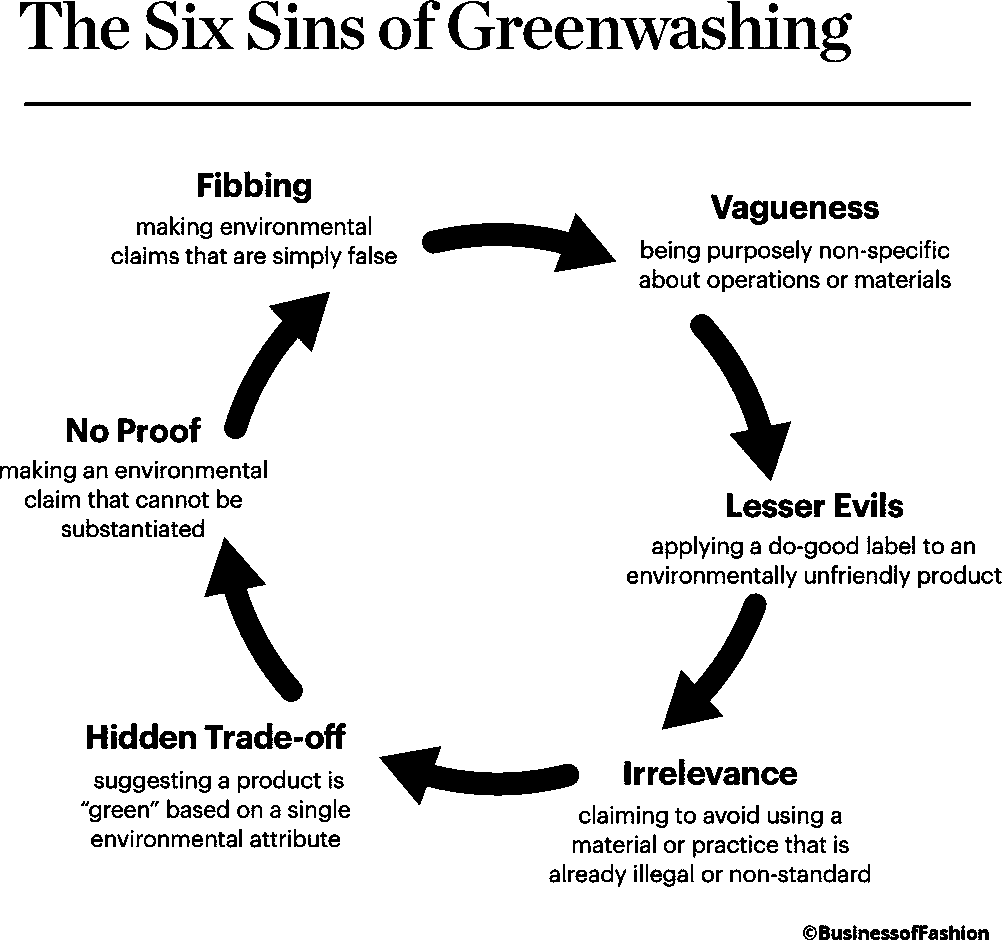 The Six Sins of Greenwashing
Fibbing
making environmental
claims that are simply false
Vagueness
being purposely non-specific
about operations or materials
Lesser Evils
applying a do-good label to an
environmentally unfriendly product
Irrelevance
claiming to avoid using a
material or practice that is
already illegal or non-standard
Hidden Trade-off
suggesting a product is
“green” based on a single
environmental attribute
No Proof
making an environmental
claim that cannot be
substantiated
©BusinessofFashion